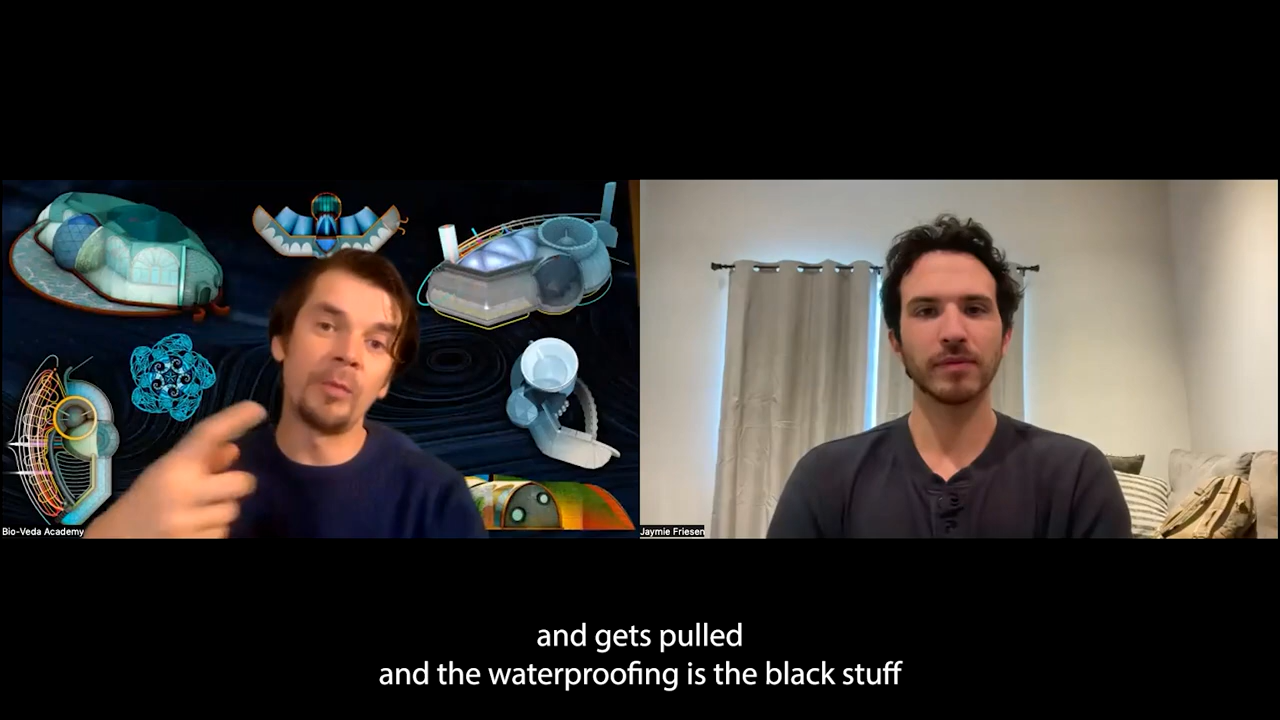 Bio-Veda Academy
Jaymie Friesen
and gets pulled
and the waterproofing is the black stuff